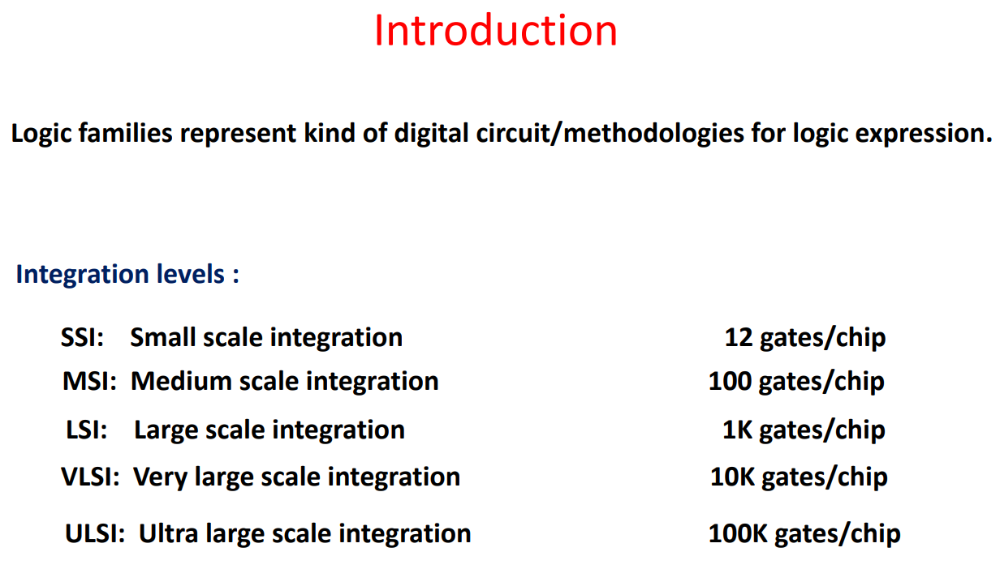 Introduction
Logic families represent kind of digital circuit/methodologies for logic expression.
Integration levels :
SSI: Small scale integration 12 gates/chip
MSI: Medium scale integration 100 gates/chip
LSI: Large scale integration 1K gates/chip
VLSI: Very large scale integration 10K gates/chip
ULSI: Ultra large scale integration 100K gates/chip